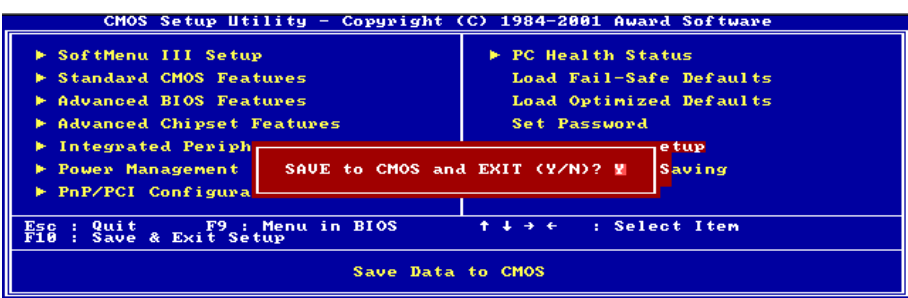 CMOS Setup Utility - Copyright (C) 1984-2001 Award Software
▶ SoftMenu III Setup
▶ Standard CMOS Features
▶ Advanced BIOS Features
▶ Advanced Chipset Features
▶ Integrated Periph
▶ Power Management
▶ PnP/PCI Configura
▶ PC Health Status
Load Fail-Safe Defaults
Load Optimized Defaults
Set Password
etup
Saving
SAVE to CMOS and EXIT (Y/N)? Y
Esc : Quit F9 : Menu in BIOS ↑ ↓ → ← : Select Item
F10 : Save & Exit Setup
Save Data to CMOS